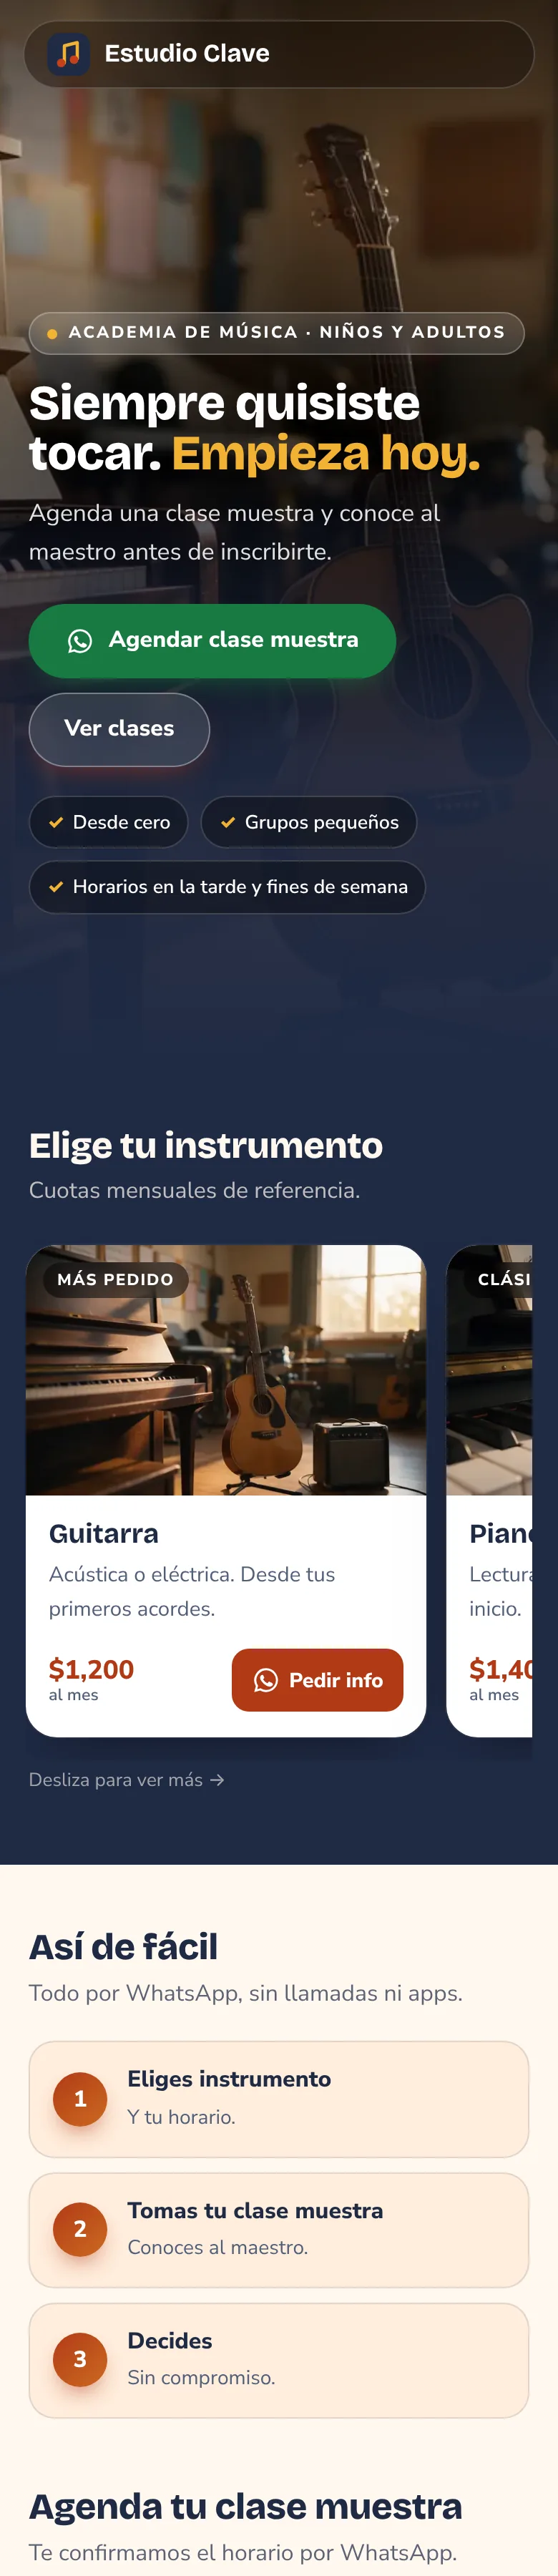 Estudio Clave
ACADEMIA DE MÚSICA · NIÑOS Y ADULTOS
Siempre quisiste
tocar. Empieza hoy.
Agenda una clase muestra y conoce al
maestro antes de inscribirte.
Agendar clase muestra
Ver clases
✓ Desde cero
✓ Grupos pequeños
✓ Horarios en la tarde y fines de semana
Elige tu instrumento
Cuotas mensuales de referencia.
MÁS PEDIDO
Guitarra
Acústica o eléctrica. Desde tus
primeros acordes.
$1,200
al mes
Pedir info
CLÁSI
Piano
Lectura
inicio.
$1,40
al mes
Desliza para ver más →
Así de fácil
Todo por WhatsApp, sin llamadas ni apps.
1
Eliges instrumento
Y tu horario.
2
Tomas tu clase muestra
Conoces al maestro.
3
Decides
Sin compromiso.
Agenda tu clase muestra
Te confirmamos el horario por WhatsApp.